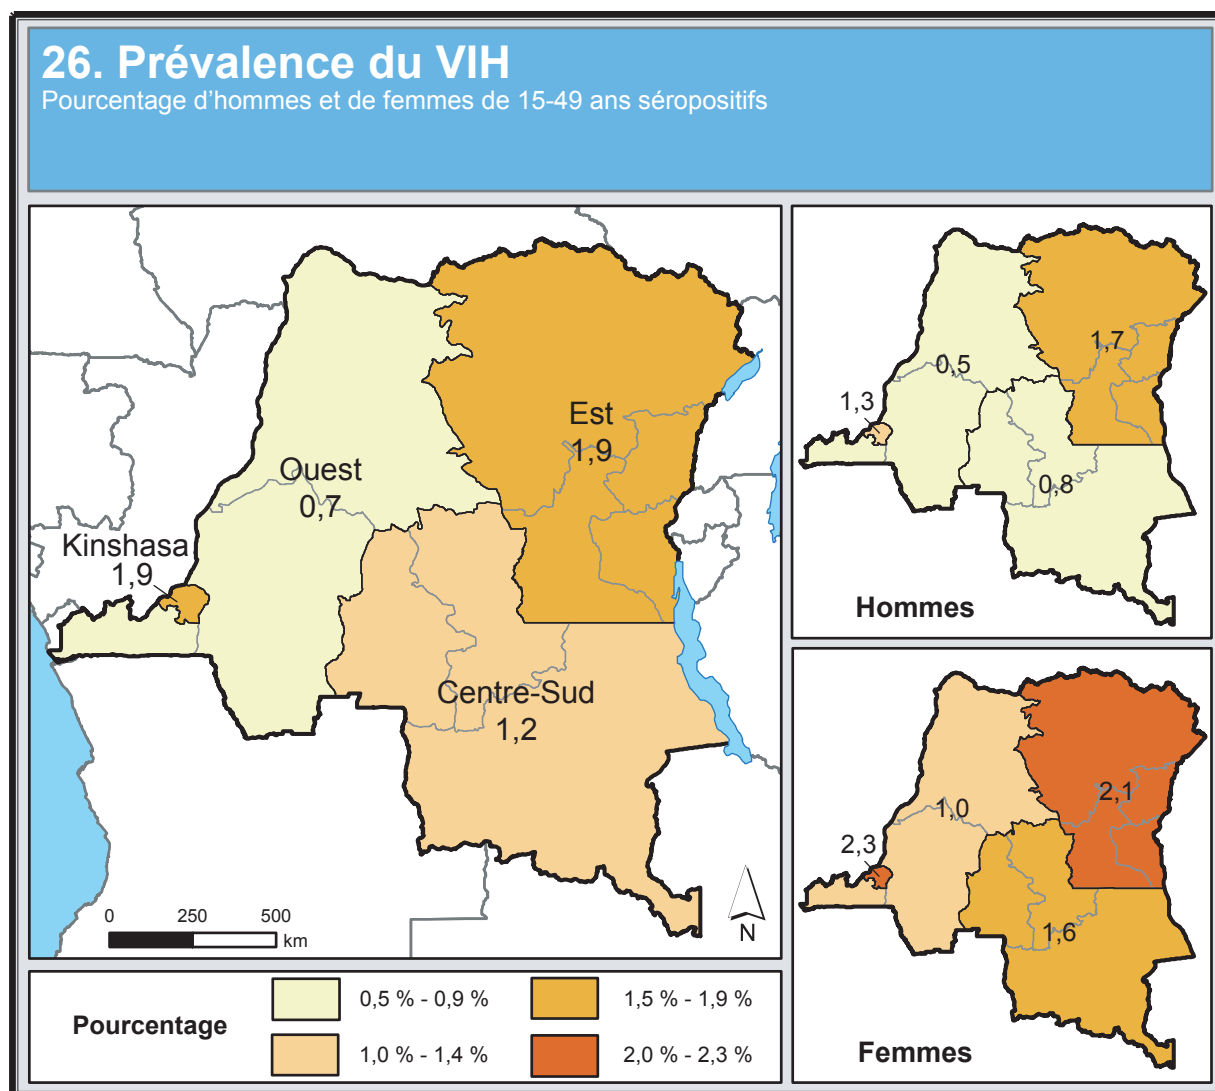 26. Prévalence du VIH
Pourcentage d’hommes et de femmes de 15-49 ans séropositifs
Est
1,9
Ouest
0,7
Kinshasa
1,9
Centre-Sud
1,2
0 250 500
km
N
1,7
0,5
1,3
0,8
Hommes
2,1
1,0
2,3
1,6
Femmes
Pourcentage
0,5 % - 0,9 %
1,0 % - 1,4 %
1,5 % - 1,9 %
2,0 % - 2,3 %